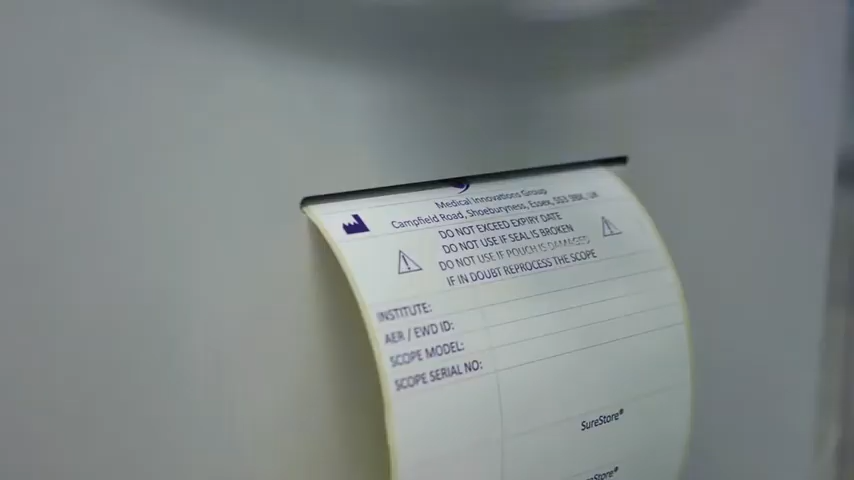 Medical Innovations Group
Campfield Road, Shoeburyness, Essex, SS3 9BX, UK
DO NOT EXCEED EXPIRY DATE
DO NOT USE IF SEAL IS BROKEN
DO NOT USE IF POUCH IS DAMAGED
IF IN DOUBT REPROCESS THE SCOPE
INSTITUTE:
AER / EWD ID:
SCOPE MODEL:
SCOPE SERIAL NO:
SureStore®
SureStore®